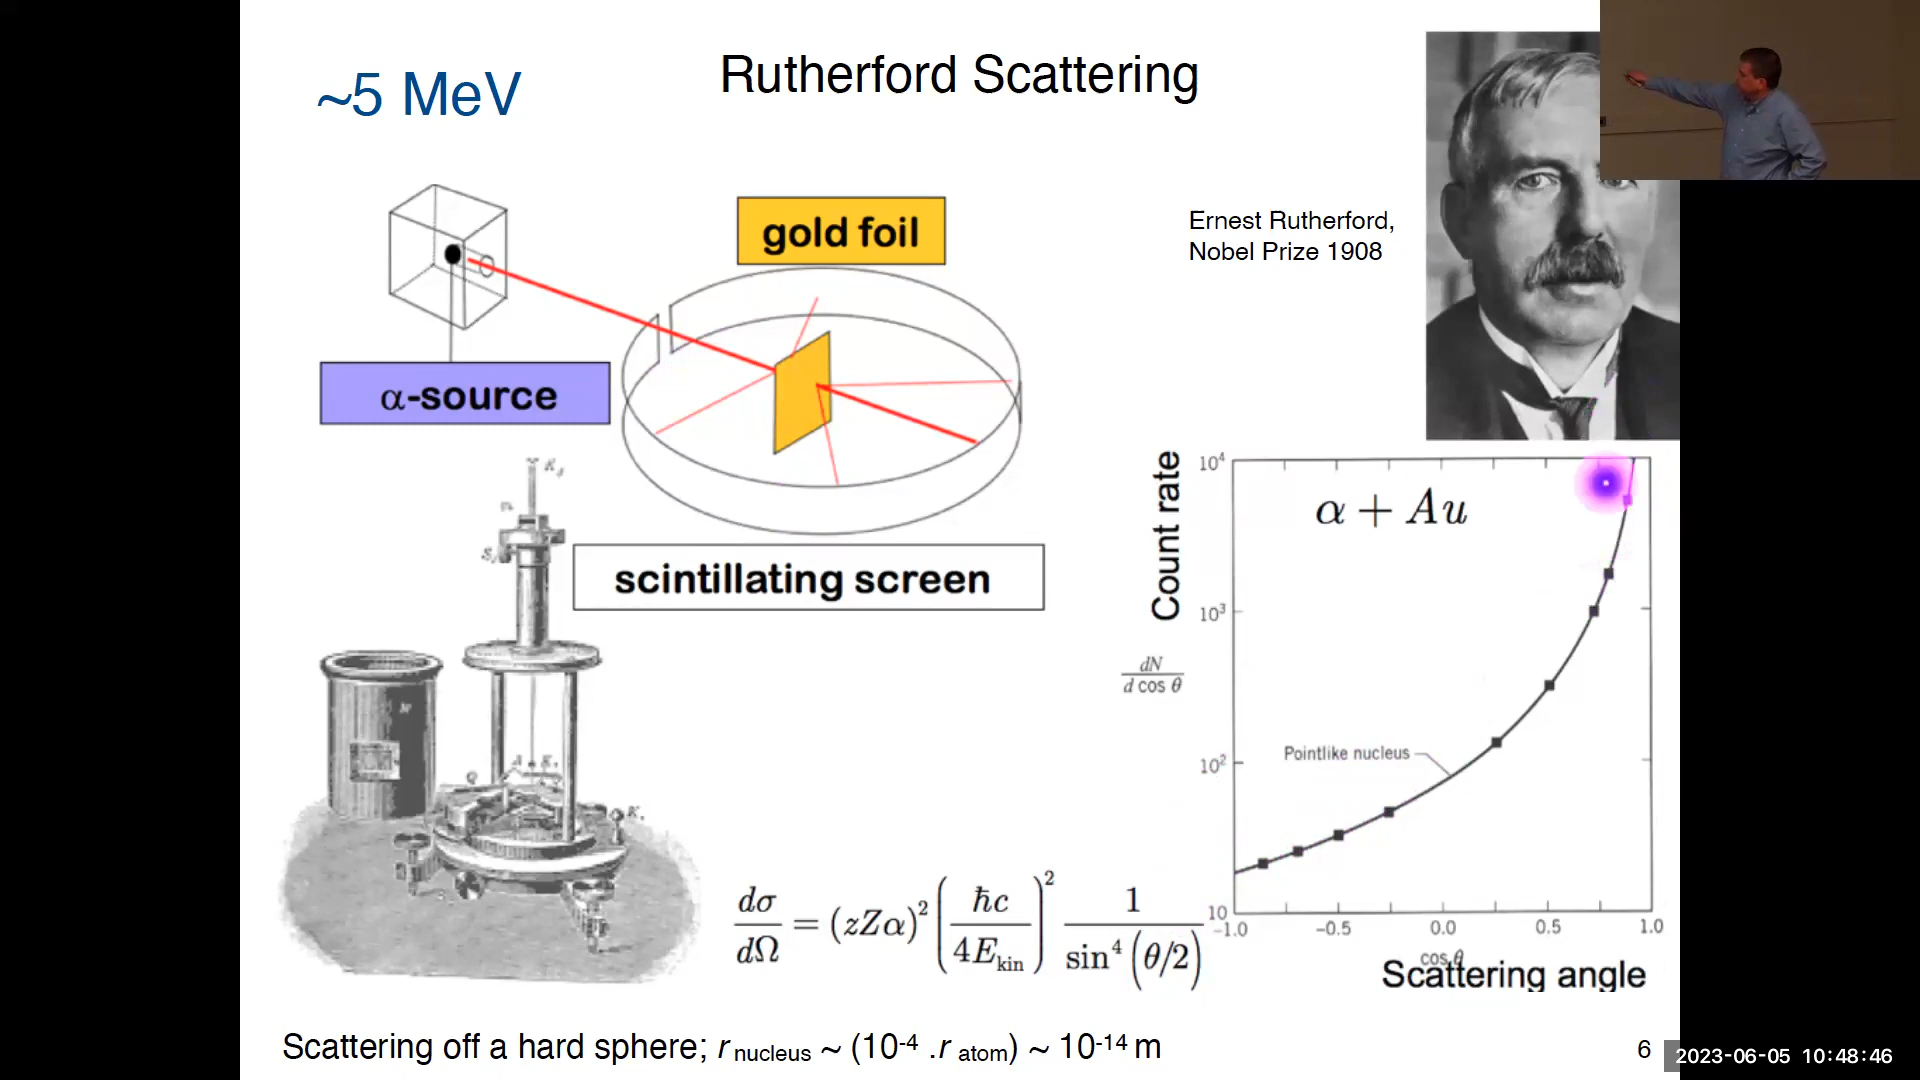 ~5 MeV
Rutherford Scattering
Ernest Rutherford,
Nobel Prize 1908
gold foil
α-source
scintillating screen
Count rate
dN
d cos θ
10⁴
10³
10²
10
α + Au
Pointlike nucleus
-1.0 -0.5 0.0 0.5 1.0
cos θ
Scattering angle
dσ/dΩ = (zZα)² (ħc/4E_kin)² 1/sin⁴(θ/2)
Scattering off a hard sphere; r nucleus ~ (10⁻⁴ .r atom) ~ 10⁻¹⁴ m
6
2023-06-05 10:48:46